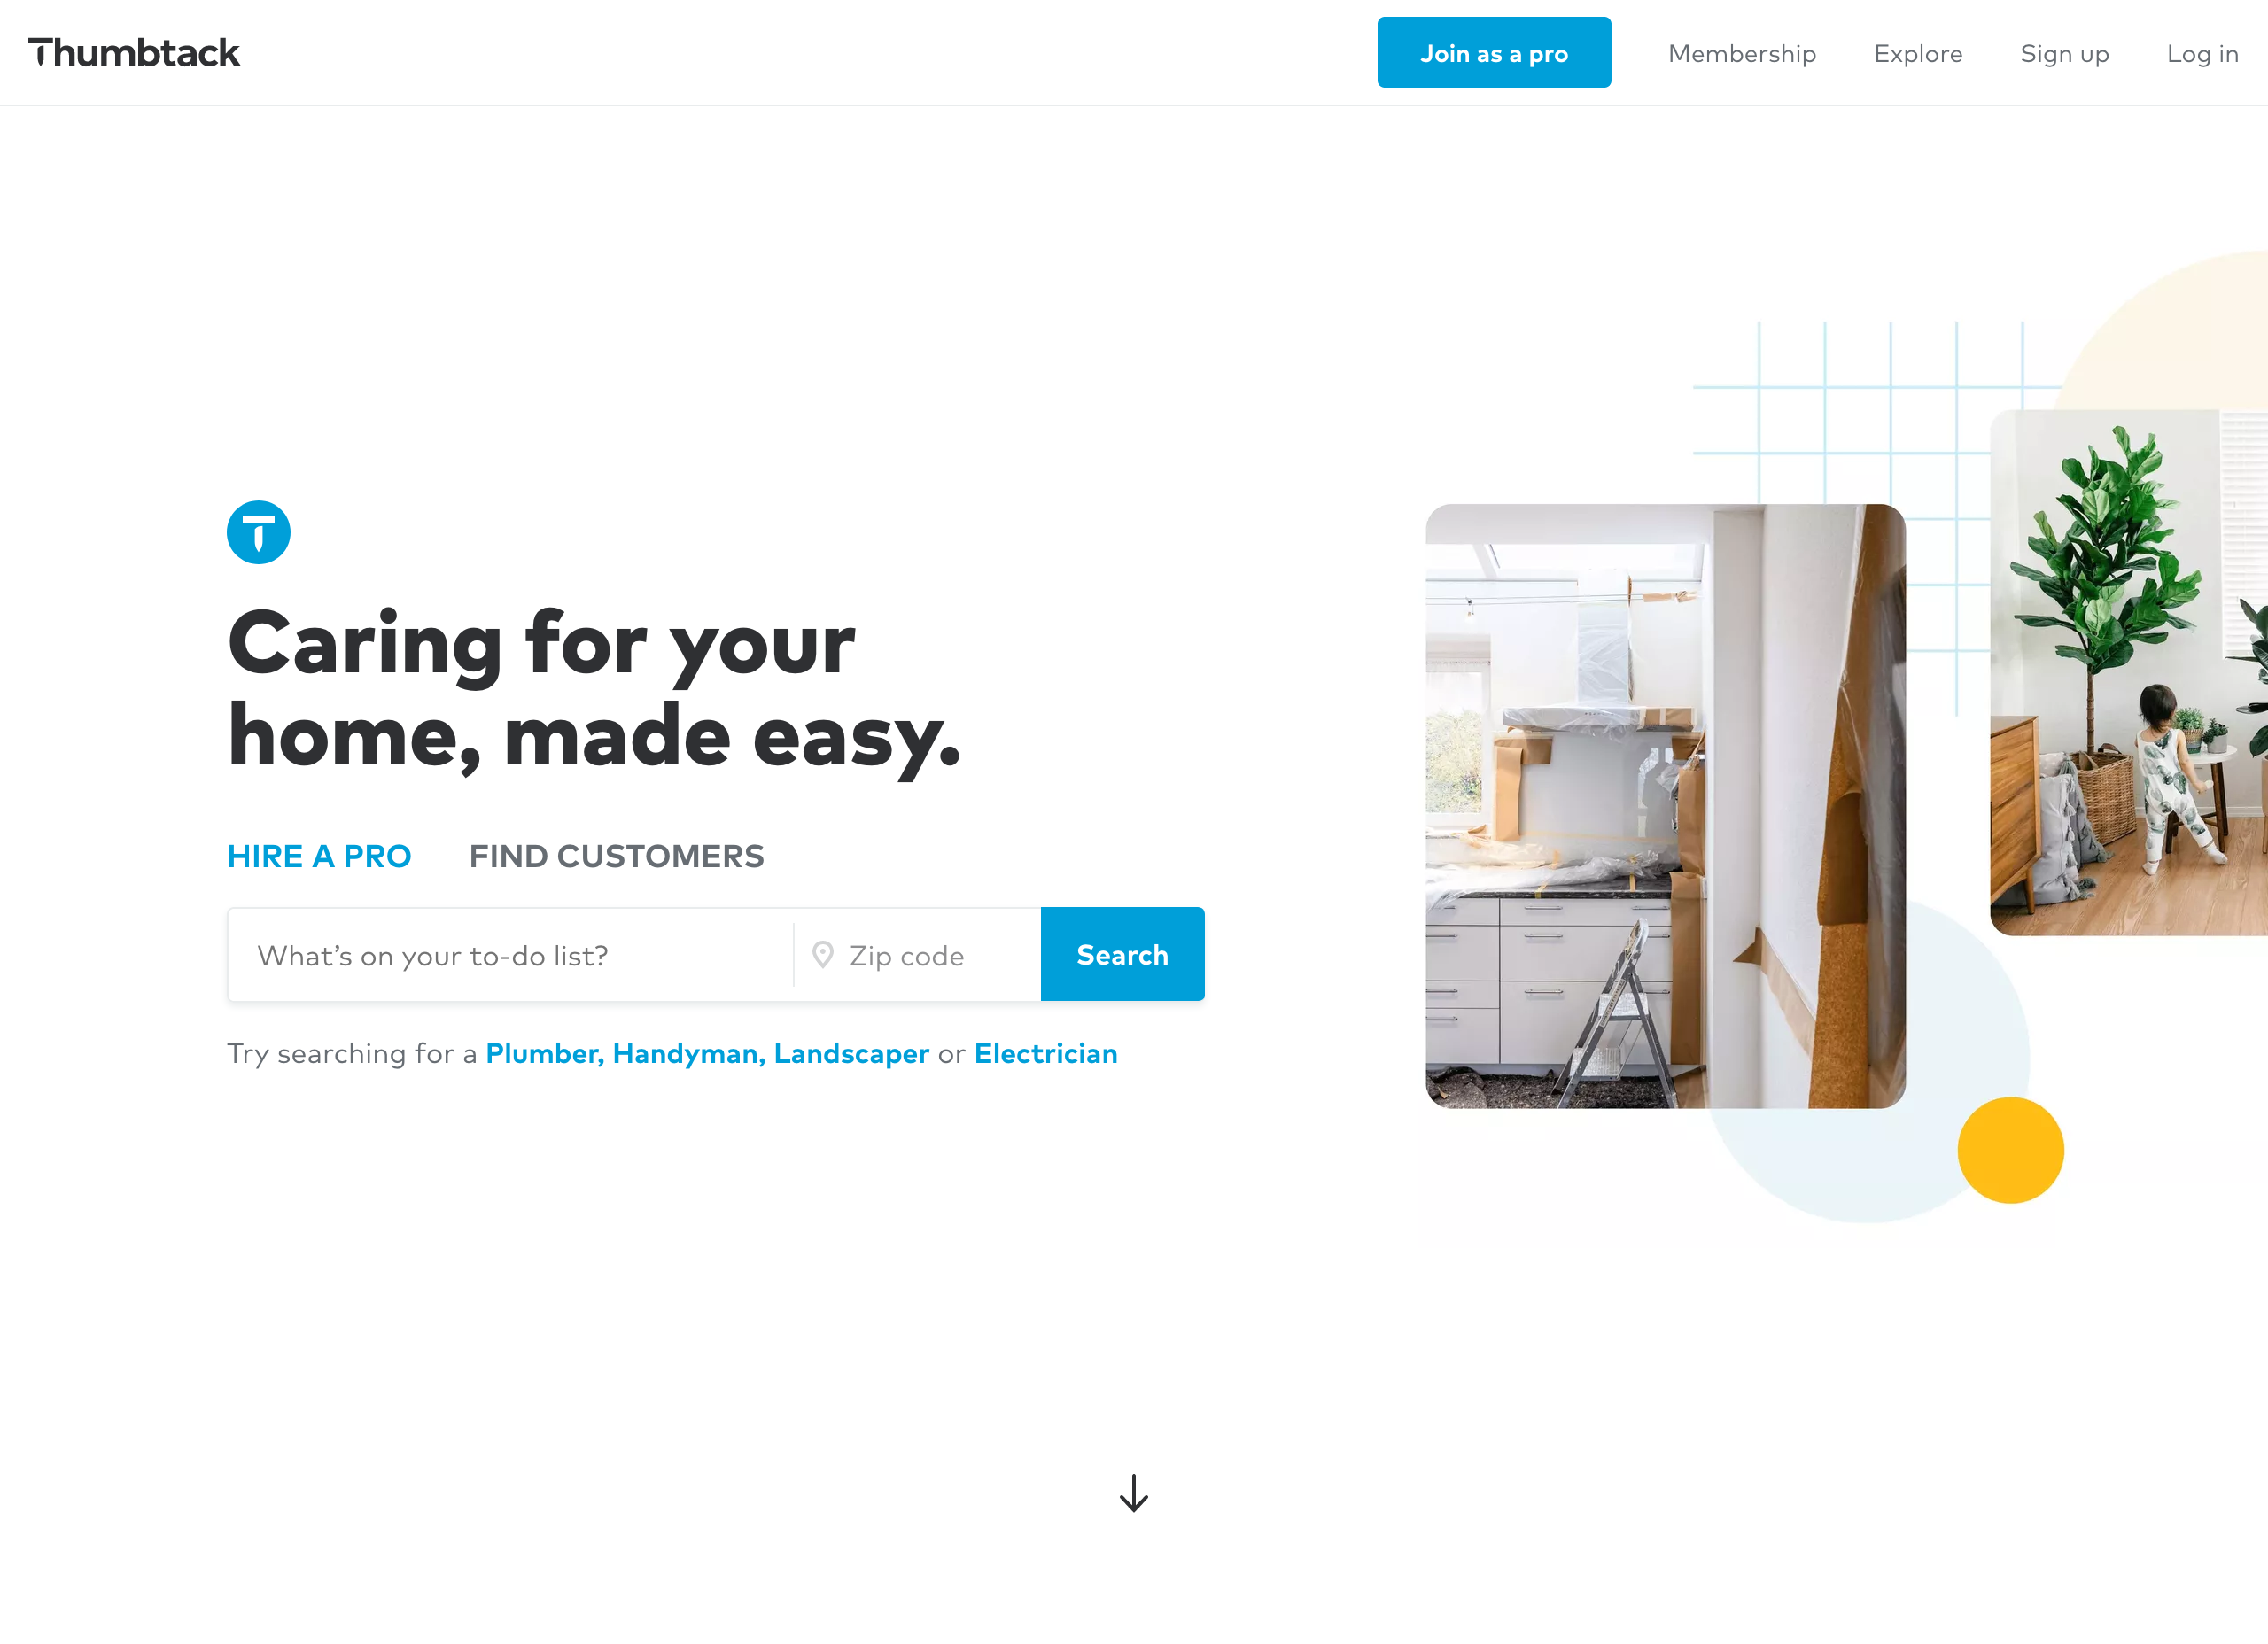 Thumbtack
Join as a pro
Membership
Explore
Sign up
Log in
Caring for your
home, made easy.
HIRE A PRO
FIND CUSTOMERS
What’s on your to-do list?
Zip code
Search
Try searching for a Plumber, Handyman, Landscaper or Electrician